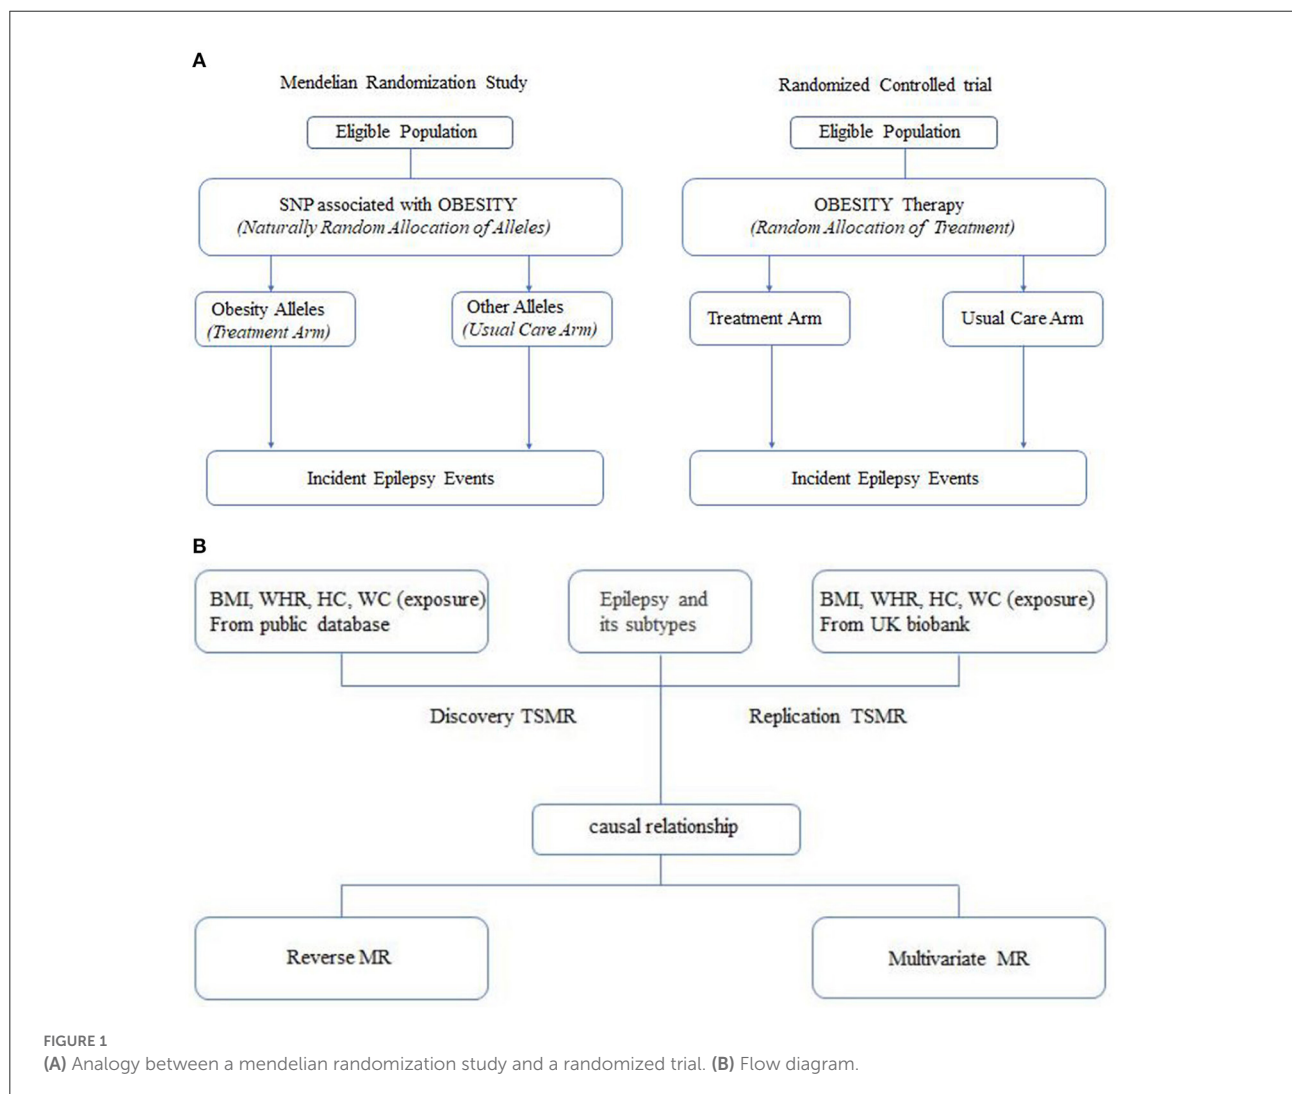 A
Mendelian Randomization Study
Eligible Population
SNP associated with OBESITY
(Naturally Random Allocation of Alleles)
Obesity Alleles
(Treatment Arm)
Other Alleles
(Usual Care Arm)
Incident Epilepsy Events
Randomized Controlled trial
Eligible Population
OBESITY Therapy
(Random Allocation of Treatment)
Treatment Arm
Usual Care Arm
Incident Epilepsy Events
B
BMI, WHR, HC, WC (exposure)
From public database
Epilepsy and
its subtypes
BMI, WHR, HC, WC (exposure)
From UK biobank
Discovery TSMR
Replication TSMR
causal relationship
Reverse MR
Multivariate MR
FIGURE 1
(A) Analogy between a mendelian randomization study and a randomized trial. (B) Flow diagram.